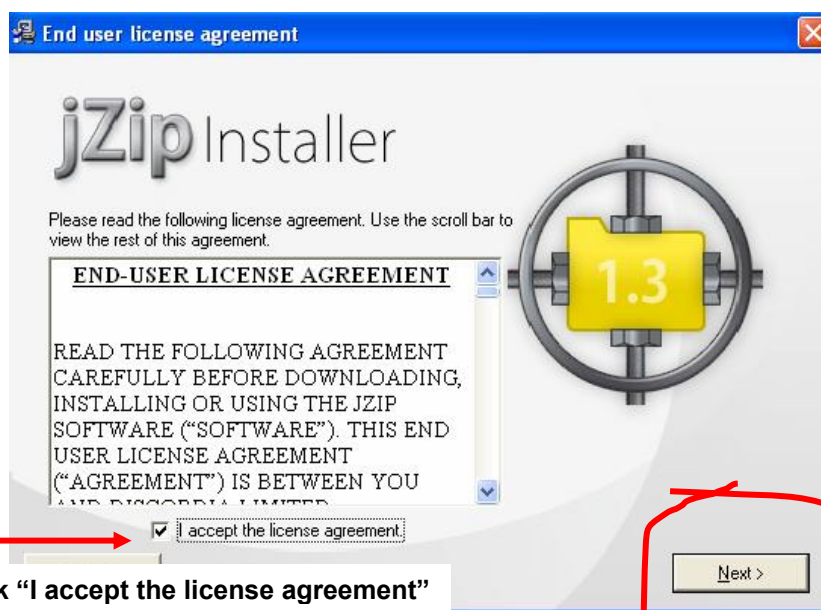 End user license agreement
jZip Installer
Please read the following license agreement. Use the scroll bar to
view the rest of this agreement.
END-USER LICENSE AGREEMENT
1.3
READ THE FOLLOWING AGREEMENT
CAREFULLY BEFORE DOWNLOADING,
INSTALLING OR USING THE JZIP
SOFTWARE (“SOFTWARE”). THIS END
USER LICENSE AGREEMENT
(“AGREEMENT”) IS BETWEEN YOU
AND DISCORDIA LIMITED
I accept the license agreement.
Next >
“I accept the license agreement”